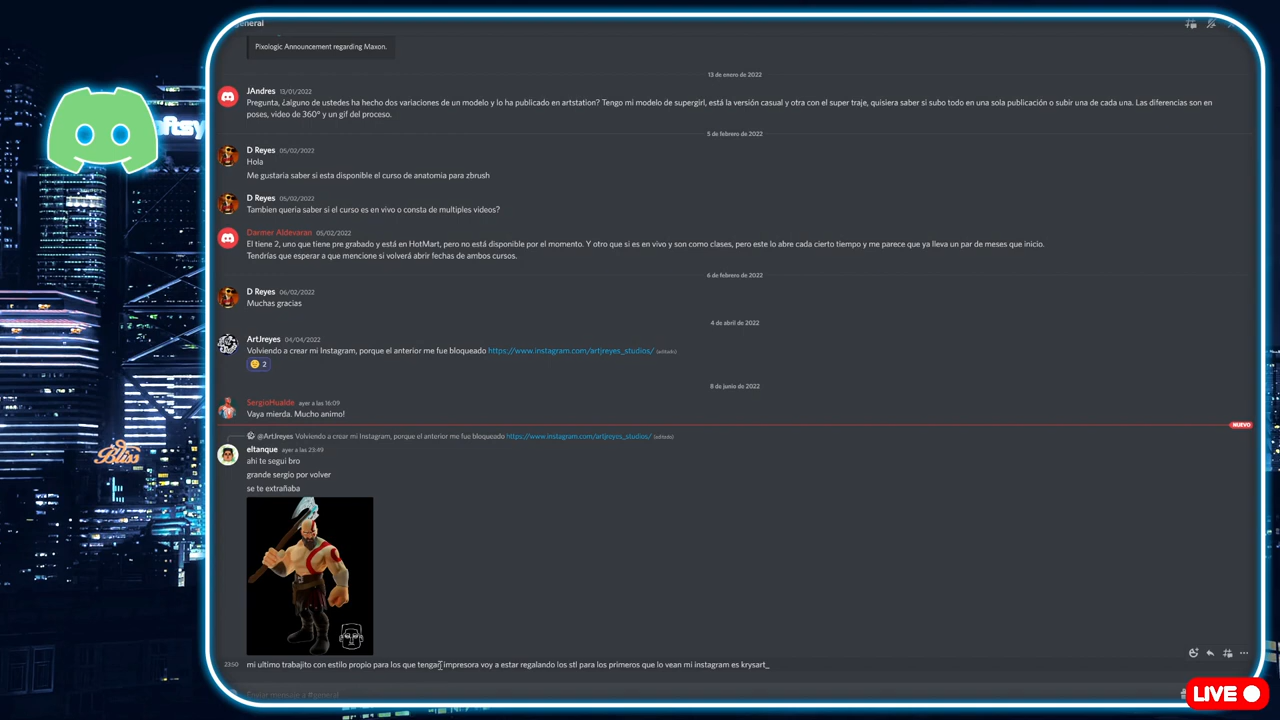 general
Pixologic Announcement regarding Maxon.
13 de enero de 2022
JAndres 13/01/2022
Pregunta, ¿alguno de ustedes ha hecho dos variaciones de un modelo y lo ha publicado en artstation? Tengo mi modelo de supergirl, está la versión casual y otra con el super traje, quisiera saber si subo todo en una sola publicación o subir una de cada una. Las diferencias son en
poses, video de 360° y un gif del proceso.
5 de febrero de 2022
D Reyes 05/02/2022
Hola
Me gustaria saber si esta disponible el curso de anatomia para zbrush
D Reyes 05/02/2022
Tambien queria saber si el curso es en vivo o consta de multiples videos?
Darmer Aldevaran 05/02/2022
El tiene 2, uno que tiene pre grabado y está en HotMart, pero no está disponible por el momento. Y otro que si es en vivo y son como clases, pero este lo abre cada cierto tiempo y me parece que ya lleva un par de meses que inicio.
Tendrías que esperar a que mencione si volverá abrir fechas de ambos cursos.
6 de febrero de 2022
D Reyes 06/02/2022
Muchas gracias
4 de abril de 2022
ArtJreyes 04/04/2022
Volviendo a crear mi Instagram, porque el anterior me fue bloqueado https://www.instagram.com/artjreyes_studios/ (editado)
2
8 de junio de 2022
SergioHualde ayer a las 16:09
Vaya mierda. Mucho animo!
NUEVO
@ArtJreyes Volviendo a crear mi Instagram, porque el anterior me fue bloqueado https://www.instagram.com/artjreyes_studios/ (editado)
eltanque ayer a las 23:49
ahi te segui bro
grande sergio por volver
se te extrañaba
23:50 mi ultimo trabajito con estilo propio para los que tengan impresora voy a estar regalando los stl para los primeros que lo vean mi instagram es krysart_
Enviar mensaje a #general
Bliss
LIVE